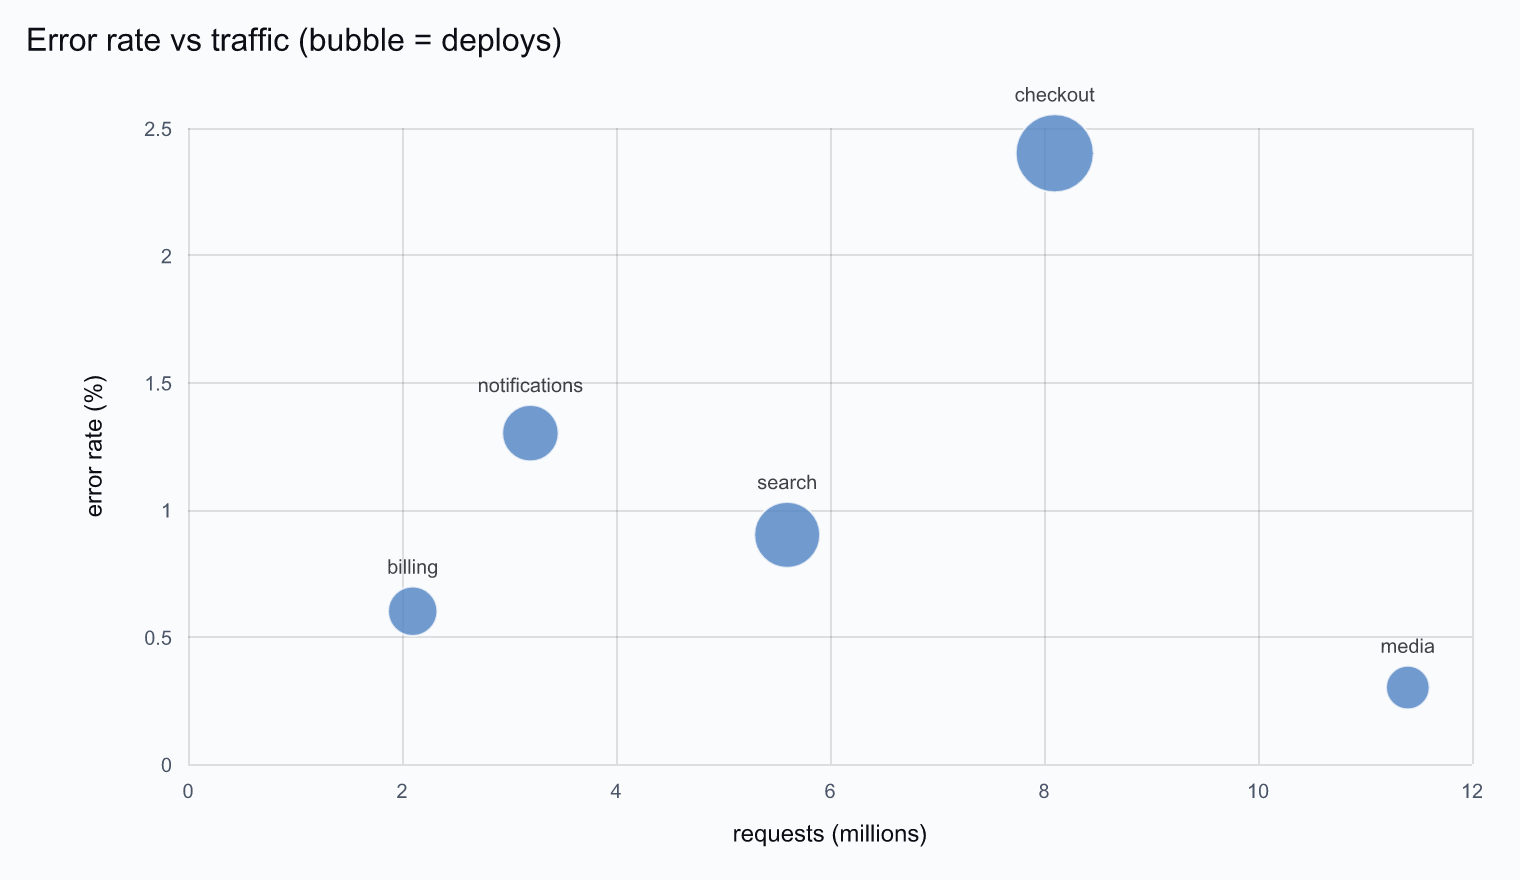 Error rate vs traffic (bubble = deploys)
checkout
2.5
2
1.5
notifications
search
1
billing
0.5
media
0
0 2 4 6 8 10 12
error rate (%)
requests (millions)